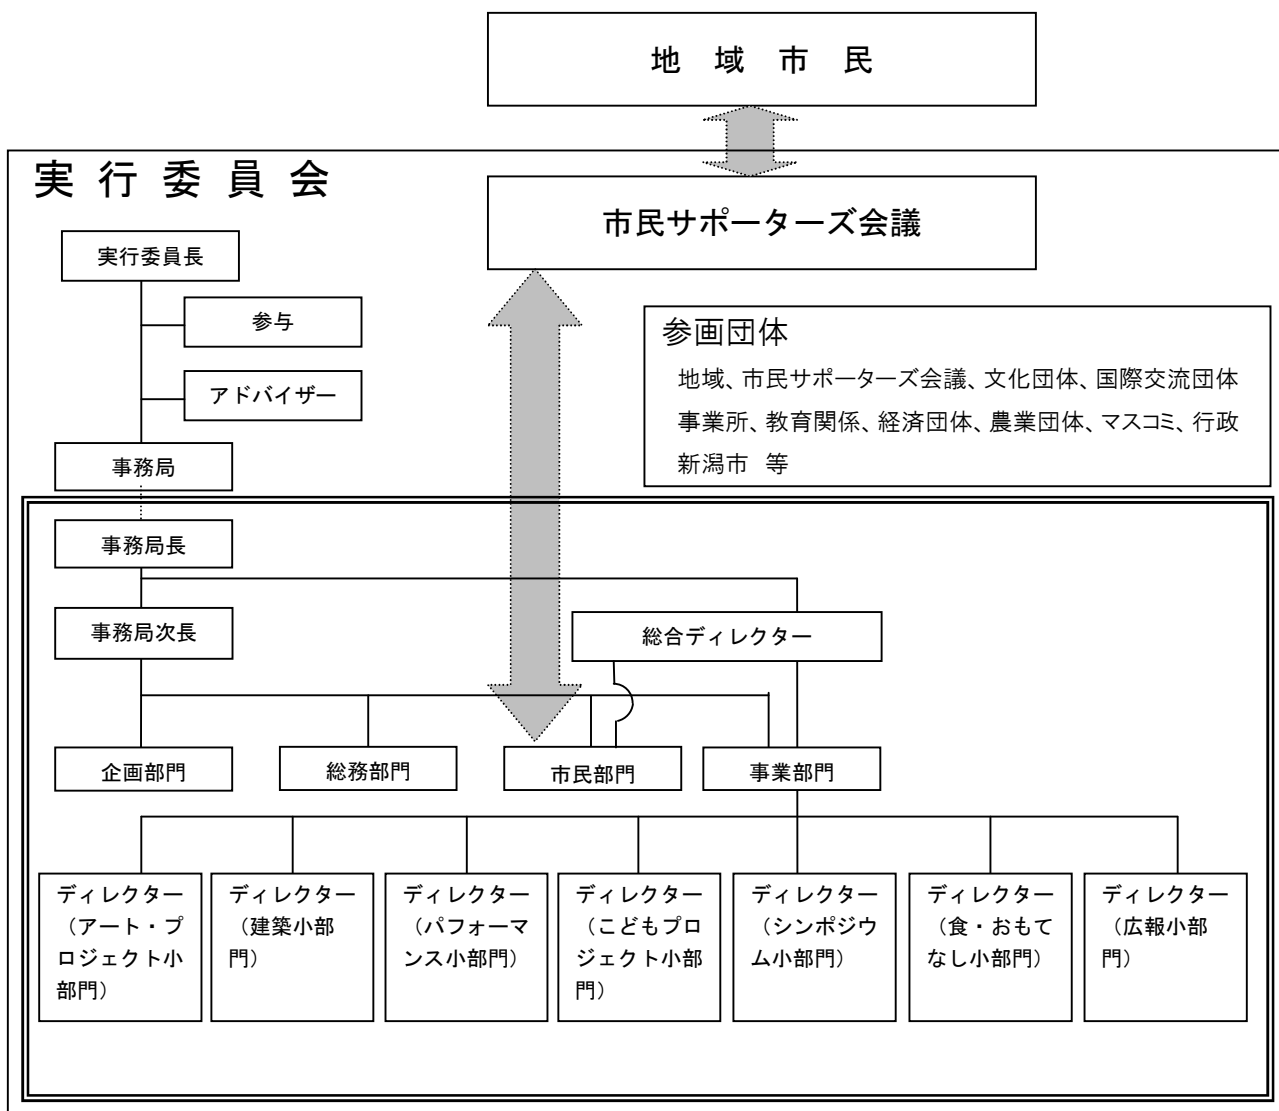 地　域　市　民
実 行 委 員 会
市民サポーターズ会議
実行委員長
参与
アドバイザー
事務局
参画団体
地域、市民サポーターズ会議、文化団体、国際交流団体
事業所、教育関係、経済団体、農業団体、マスコミ、行政
新潟市　等
事務局長
事務局次長
総合ディレクター
企画部門
総務部門
市民部門
事業部門
ディレクター
（アート・プ
ロジェクト小
部門）
ディレクター
（建築小部
門）
ディレクター
（パフォーマ
ンス小部門）
ディレクター
（こどもプロ
ジェクト小部
門）
ディレクター
（シンポジウ
ム小部門）
ディレクター
（食・おもて
なし小部門）
ディレクター
（広報小部
門）